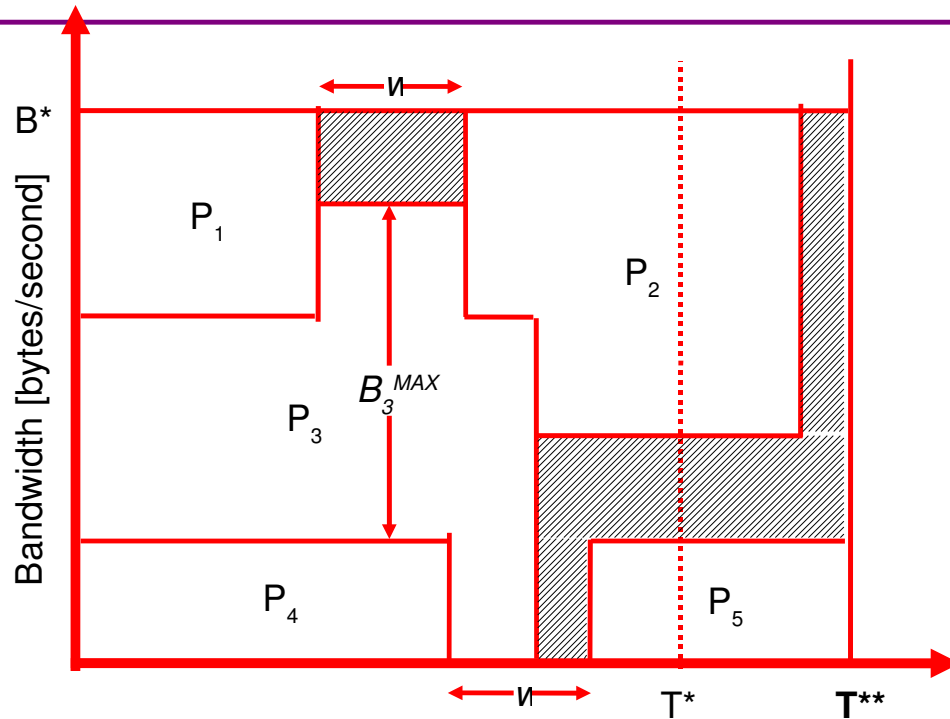 И
B*
P₁
P₂
B₃ᴹᴬˣ
P₃
P₄
P₅
Bandwidth [bytes/second]
И
T*
T**